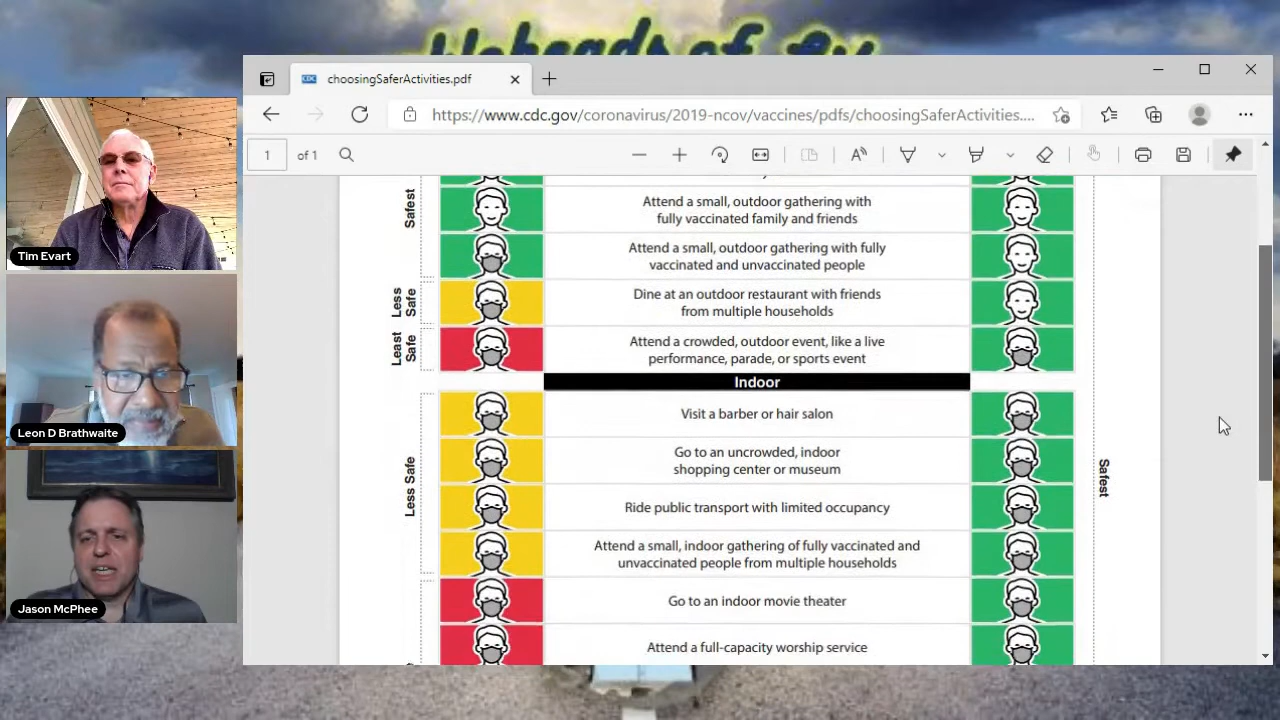 Upheads of
choosingSaferActivities.pdf
https://www.cdc.gov/coronavirus/2019-ncov/vaccines/pdfs/choosingSaferActivities....
1 of 1
Safest
Attend a small, outdoor gathering with
fully vaccinated family and friends
Attend a small, outdoor gathering with fully
vaccinated and unvaccinated people
Less
Safe
Dine at an outdoor restaurant with friends
from multiple households
Least
Safe
Attend a crowded, outdoor event, like a live
performance, parade, or sports event
Indoor
Less Safe
Visit a barber or hair salon
Go to an uncrowded, indoor
shopping center or museum
Ride public transport with limited occupancy
Attend a small, indoor gathering of fully vaccinated and
unvaccinated people from multiple households
Go to an indoor movie theater
Attend a full-capacity worship service
Safest
Tim Evart
Leon D Brathwaite
Jason McPhee